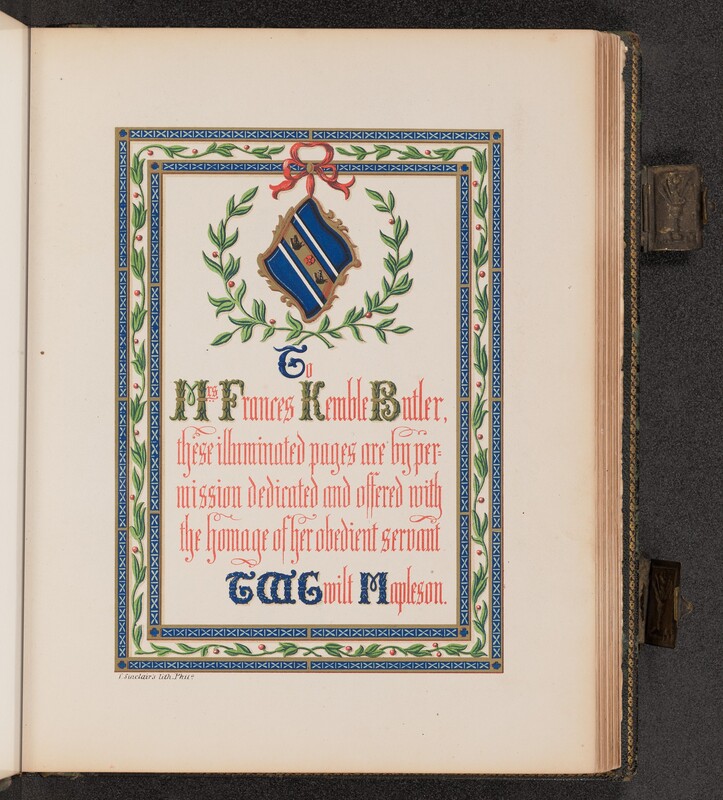 To
Mrs. Frances Kemble Butler,
these illuminated pages are by per-
mission dedicated and offered with
the homage of her obedient servant
TWGwilt Mapleson.
T. Sinclair's lith, Phila